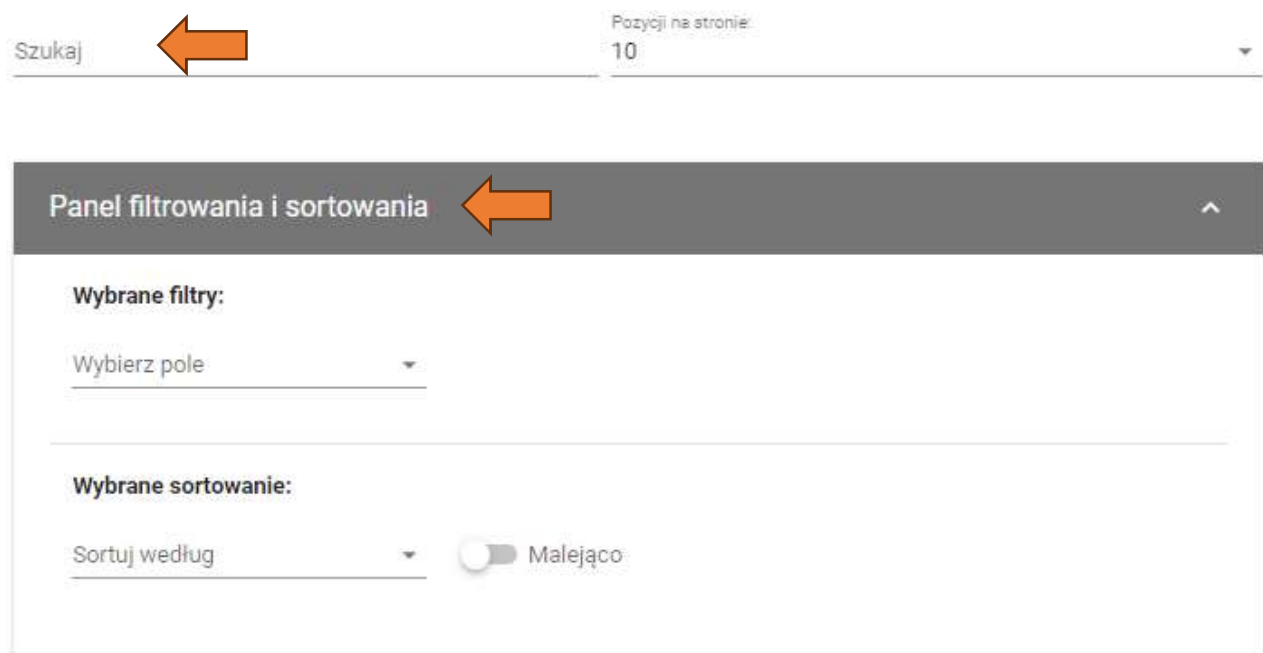 Szukaj
Pozycji na stronie:
10
Panel filtrowania i sortowania
Wybrane filtry:
Wybierz pole
Wybrane sortowanie:
Sortuj według
Malejąco